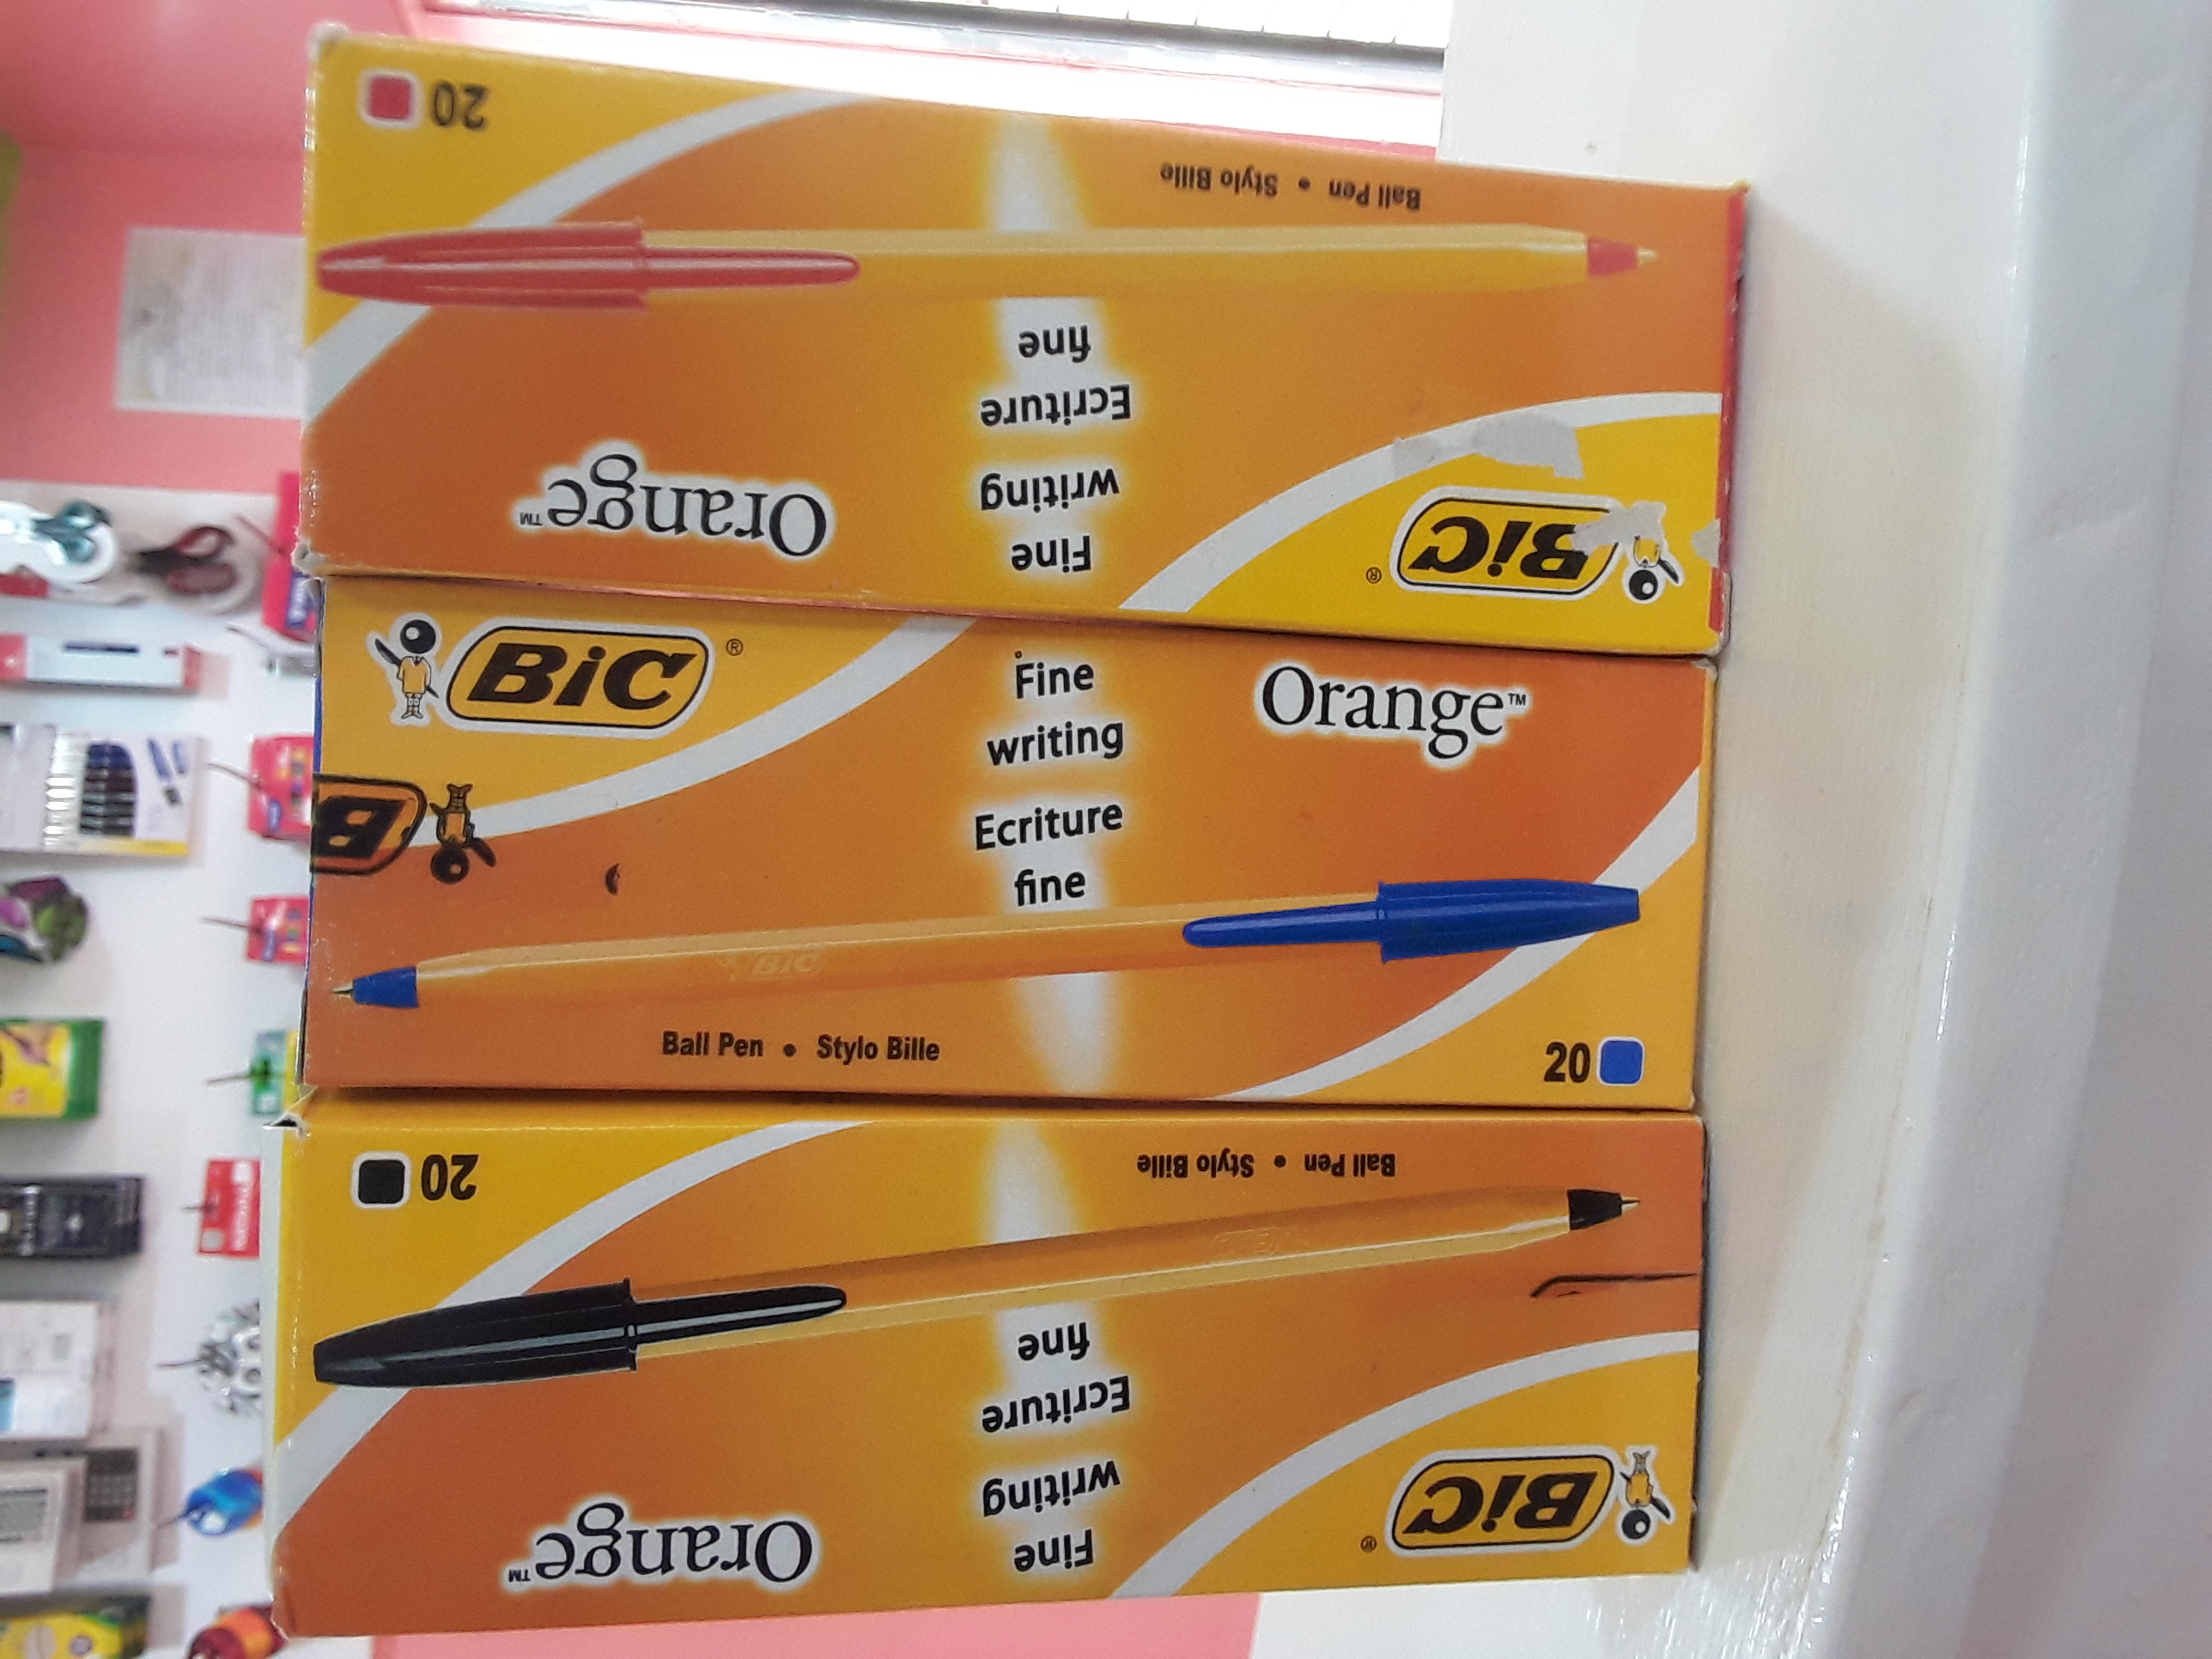 Orange™
20
Fine
writing
Ecriture
fine
Ball Pen • Stylo Bille
BiC®
BiC®
Ball Pen • Stylo Bille
Fine
writing
Ecriture
fine
Orange™
20
Orange™
20
Fine
writing
Ecriture
fine
Ball Pen • Stylo Bille
BiC®